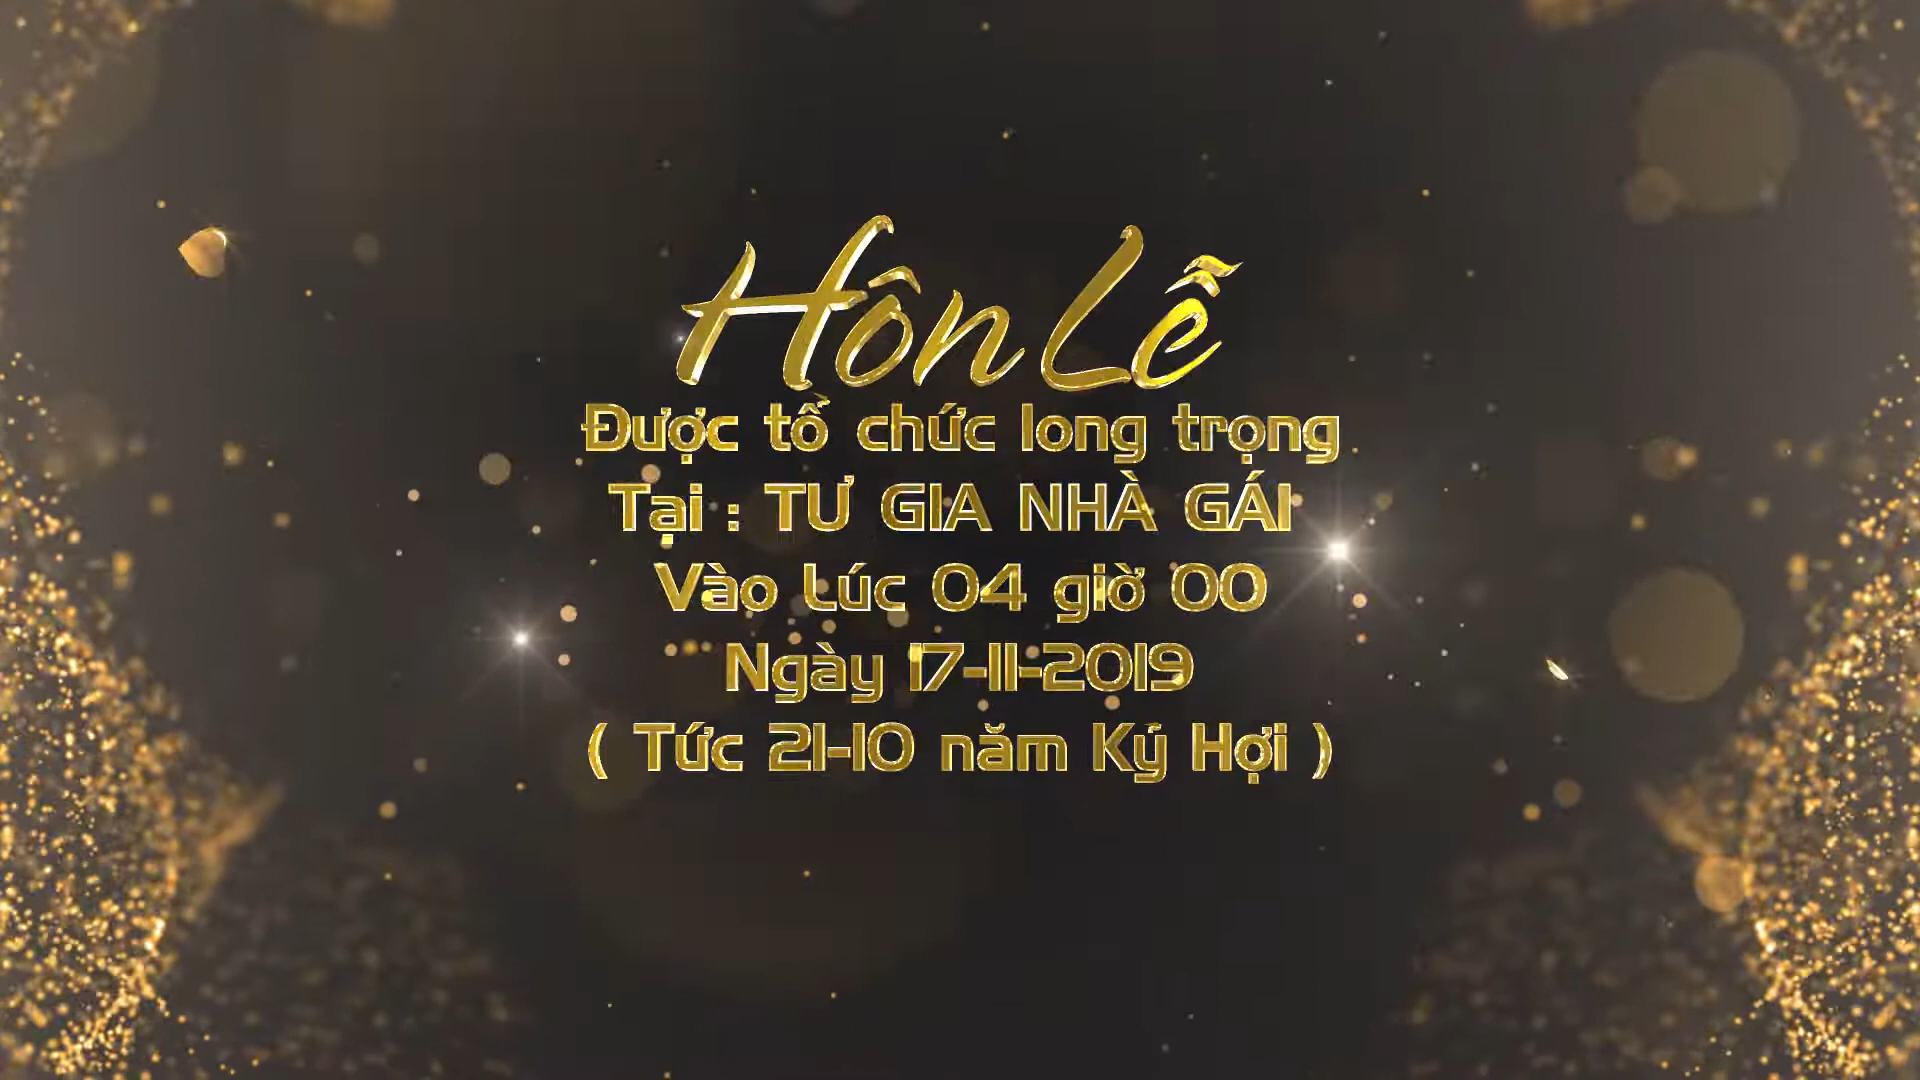 Hôn Lễ
Được tổ chức long trọng
Tại : TƯ GIA NHÀ GÁI
Vào Lúc 04 giờ 00
Ngày 17-11-2019
( Tức 21-10 năm Kỷ Hợi )